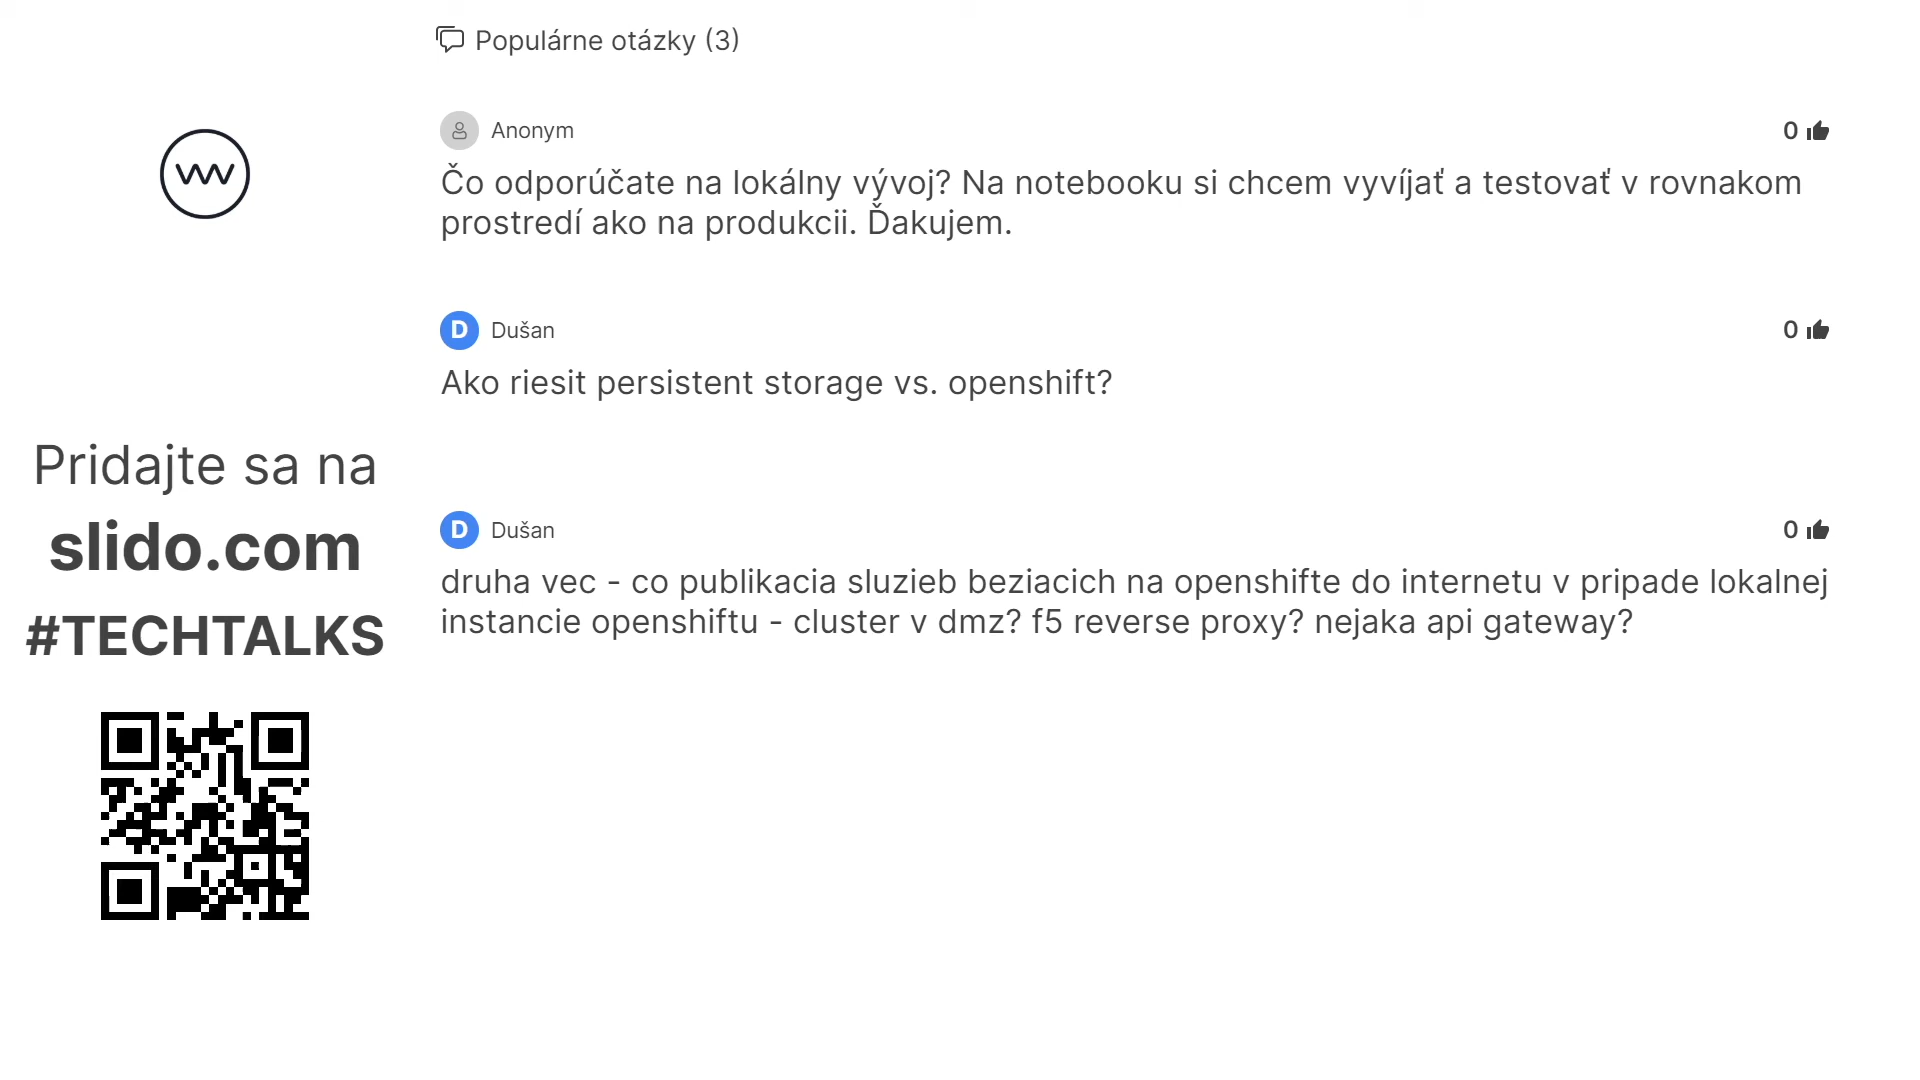 Populárne otázky (3)
Anonym
0
Čo odporúčate na lokálny vývoj? Na notebooku si chcem vyvíjať a testovať v rovnakom
prostredí ako na produkcii. Ďakujem.
D Dušan
0
Ako riesit persistent storage vs. openshift?
D Dušan
0
druha vec - co publikacia sluzieb beziacich na openshifte do internetu v pripade lokalnej
instancie openshiftu - cluster v dmz? f5 reverse proxy? nejaka api gateway?
Pridajte sa na
slido.com
#TECHTALKS